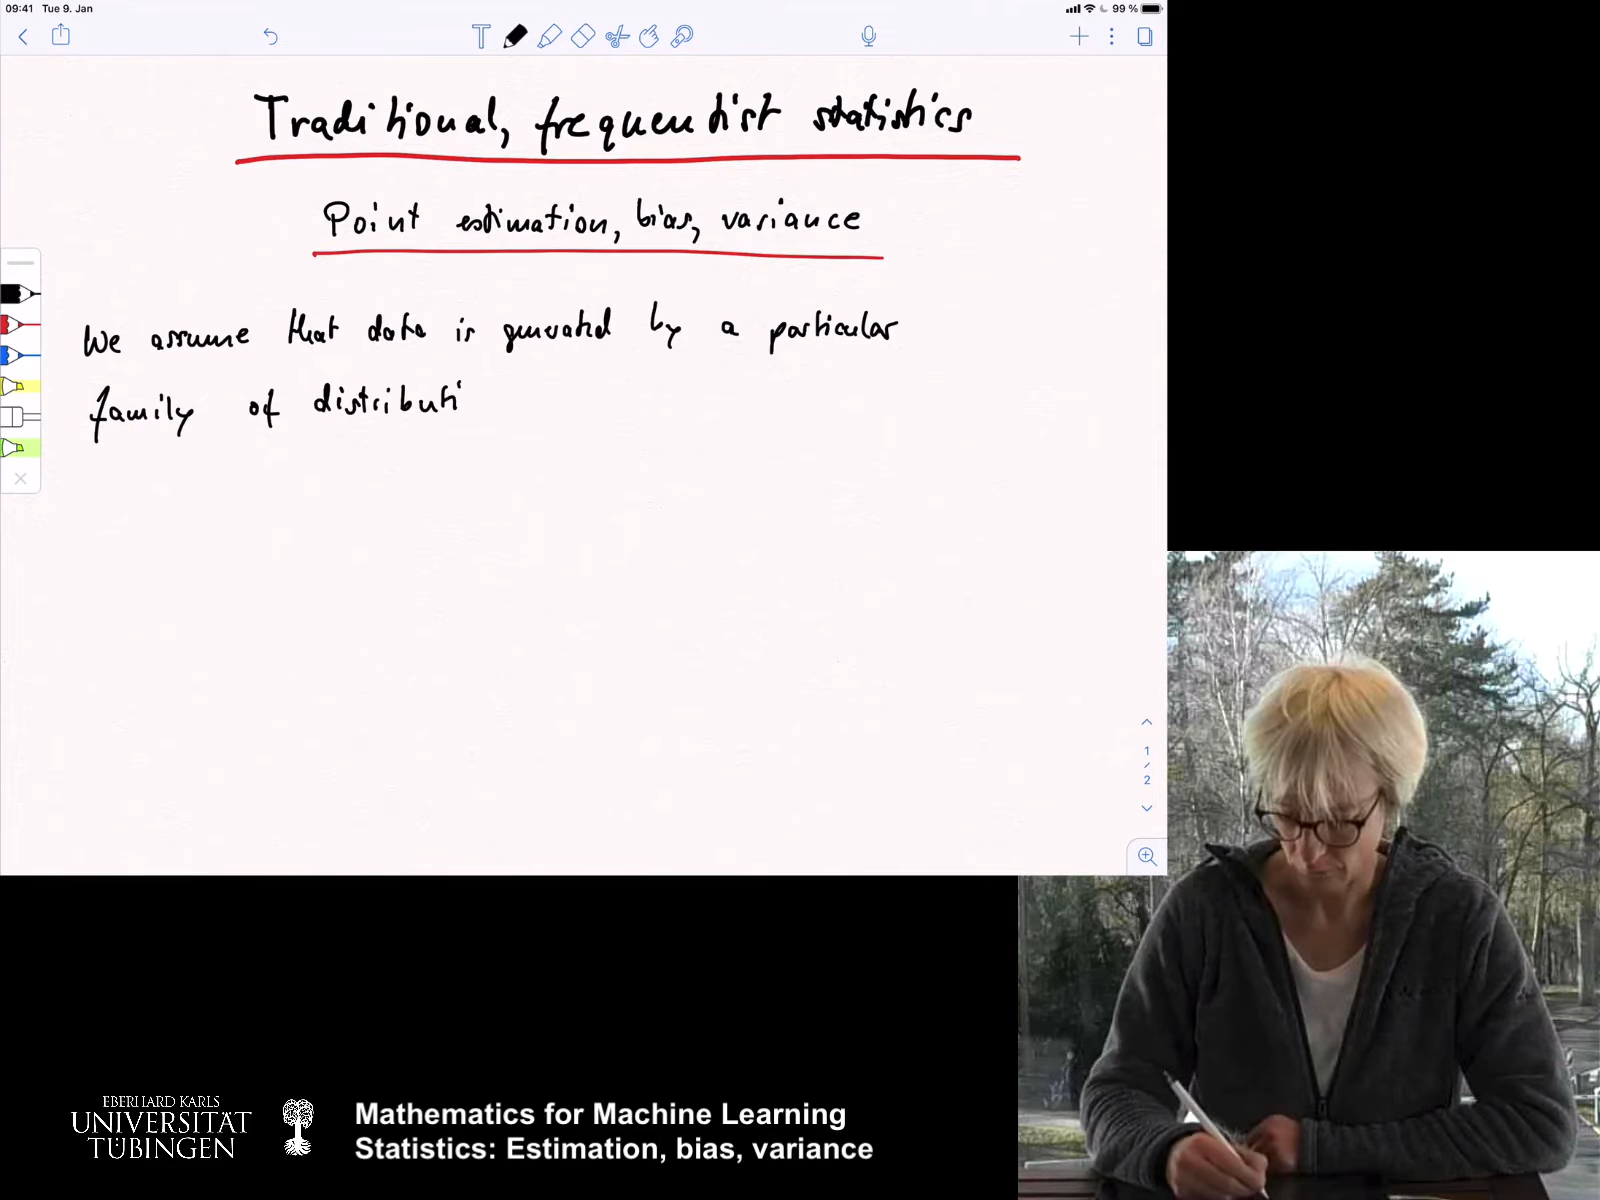 09:41 Tue 9. Jan
99 %
Traditional, frequentist statistics
Point estimation, bias, variance
We assume that data is generated by a particular
family of distributi
1
/
2
EBERHARD KARLS
UNIVERSITÄT
TÜBINGEN
Mathematics for Machine Learning
Statistics: Estimation, bias, variance